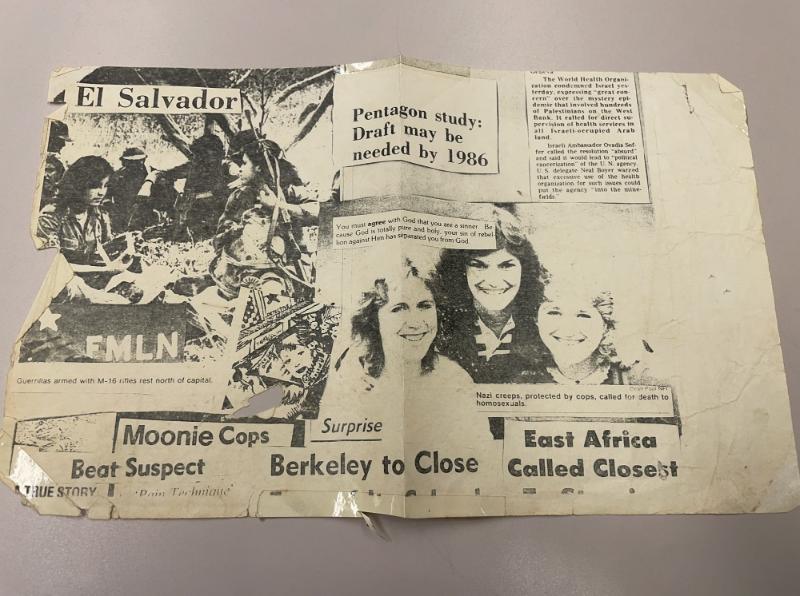 El Salvador
Pentagon study:
Draft may be
needed by 1986
The World Health Organi-
zation condemned Israel yes-
terday, expressing "great con-
cern" over the mystery epi-
demic that involved hundreds
of Palestinians on the West
Bank. It called for direct su-
pervision of health services in
all Israeli-occupied Arab
land.
Israeli Ambassador Ovadia Sof-
fer called the resolution "absurd"
and said it would lead to "political
cancerization" of the U.N. agency.
U.S. delegate Neal Boyer warned
that excessive use of the health
organization for such issues could
put the agency "into the mine-
fields."
You must agree with God that you are a sinner. Be
cause God is totally pure and holy, your sin of rebel-
lion against Him has separated you from God.
FMLN
Guerrillas armed with M-16 rifles rest north of capital.
Nazi creeps, protected by cops, called for death to
homosexuals.
Moonie Cops
Beat Suspect
A TRUE STORY
'Pain Technique'
Surprise
Berkeley to Close
East Africa
Called Closest